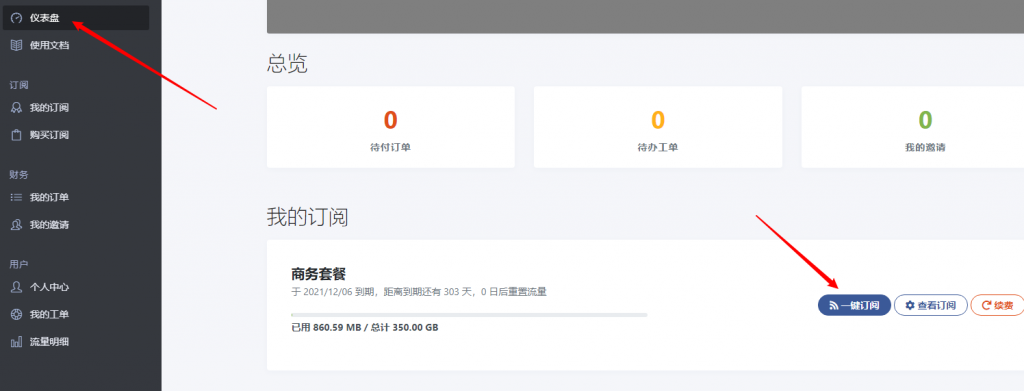 仪表盘
使用文档
订阅
我的订阅
购买订阅
财务
我的订单
我的邀请
用户
个人中心
我的工单
流量明细
总览
0
待付订单
0
待办工单
0
我的邀请
我的订阅
商务套餐
于 2021/12/06 到期，距离到期还有 303 天，0 日后重置流量
已用 860.59 MB / 总计 350.00 GB
一键订阅
查看订阅
续费